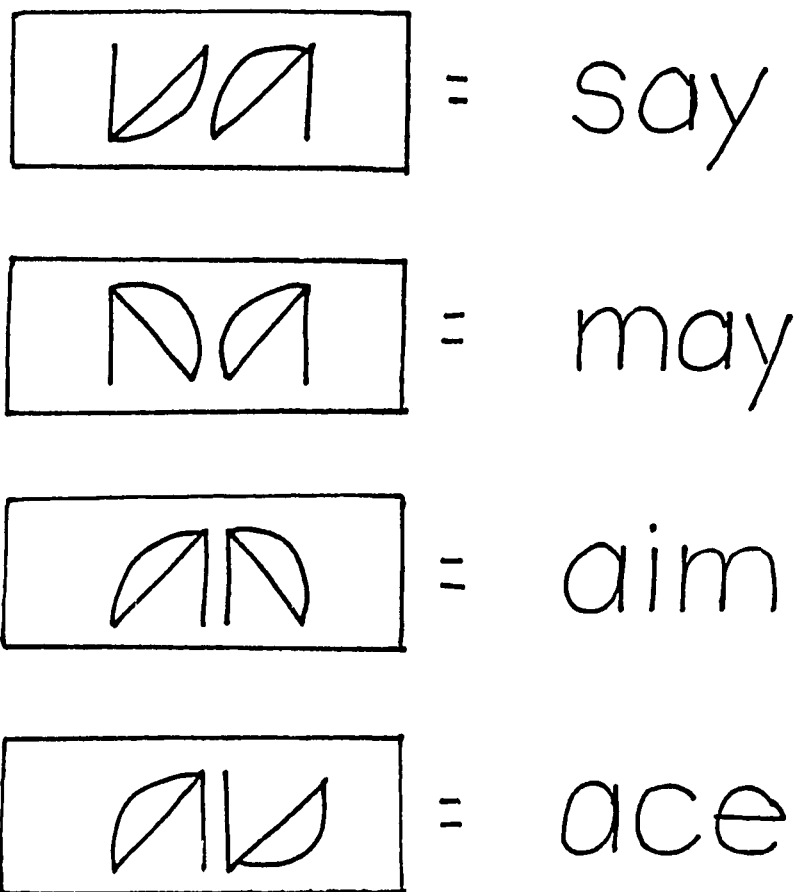 = say
= may
= aim
= ace